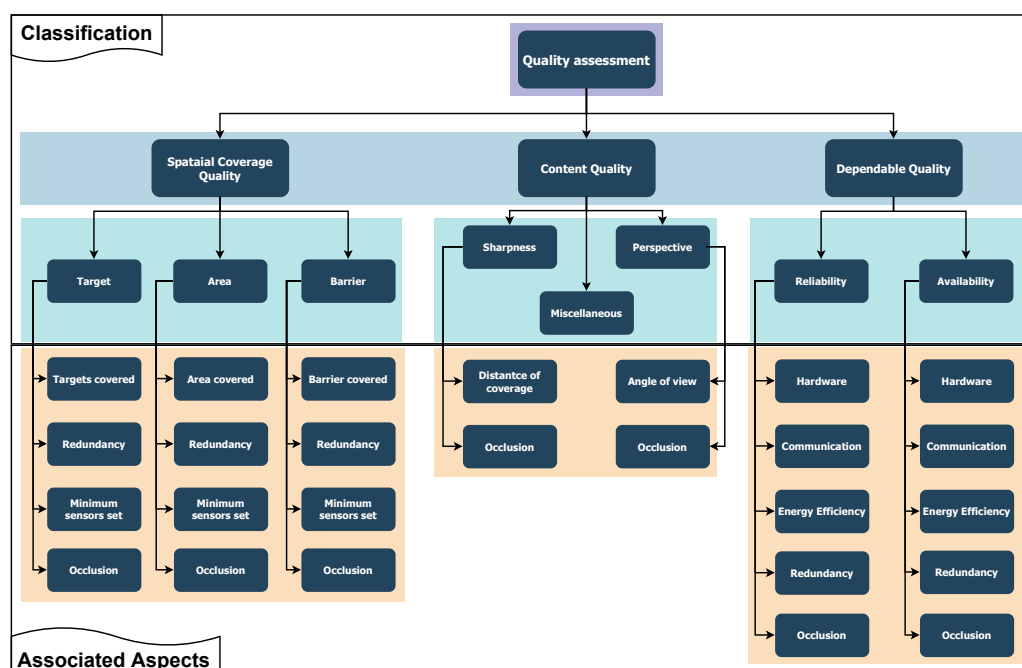 Classification
Quality assessment
Spataial Coverage
Quality
Content Quality
Dependable Quality
Sharpness
Perspective
Target
Area
Barrier
Reliability
Availability
Miscellaneous
Targets covered
Area covered
Barrier covered
Distantce of
coverage
Angle of view
Hardware
Hardware
Redundancy
Redundancy
Redundancy
Occlusion
Occlusion
Communication
Communication
Minimum
sensors set
Minimum
sensors set
Minimum
sensors set
Energy Efficiency
Energy Efficiency
Occlusion
Occlusion
Occlusion
Redundancy
Redundancy
Occlusion
Occlusion
Associated Aspects